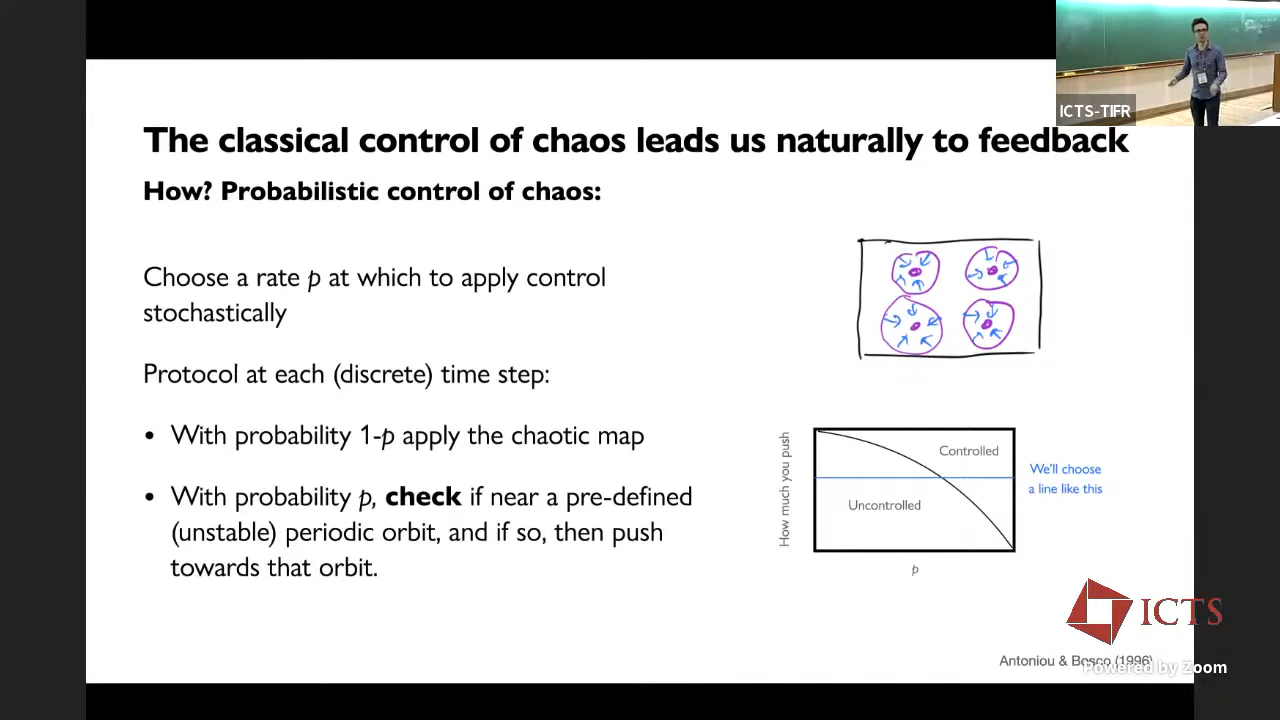 ICTS-TIFR
The classical control of chaos leads us naturally to feedback
How? Probabilistic control of chaos:
Choose a rate p at which to apply control
stochastically
Protocol at each (discrete) time step:
• With probability 1-p apply the chaotic map
• With probability p, check if near a pre-defined
(unstable) periodic orbit, and if so, then push
towards that orbit.
How much you push
Controlled
Uncontrolled
p
We'll choose
a line like this
ICTS
Antoniou & Bosco (1996)
Powered by Zoom